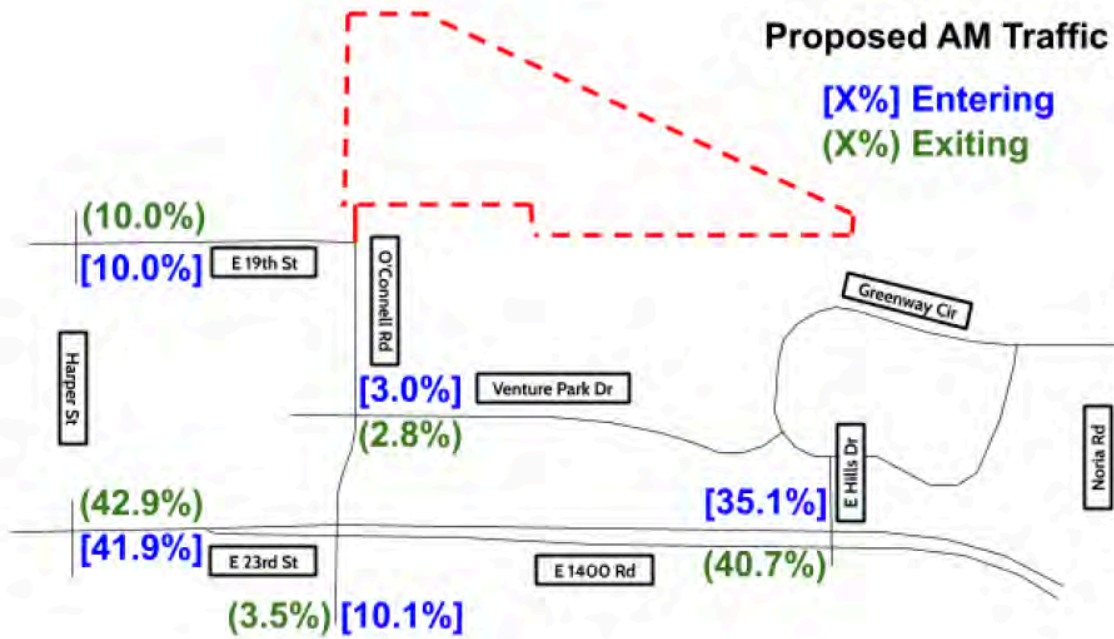 Proposed AM Traffic
[X%] Entering
(X%) Exiting
(10.0%)
[10.0%]
E 19th St
O'Connell Rd
Greenway Cir
Harper St
[3.0%]
Venture Park Dr
(2.8%)
E Hills Dr
Noria Rd
(42.9%)
[35.1%]
[41.9%]
E 23rd St
E 1400 Rd
(40.7%)
(3.5%)
[10.1%]